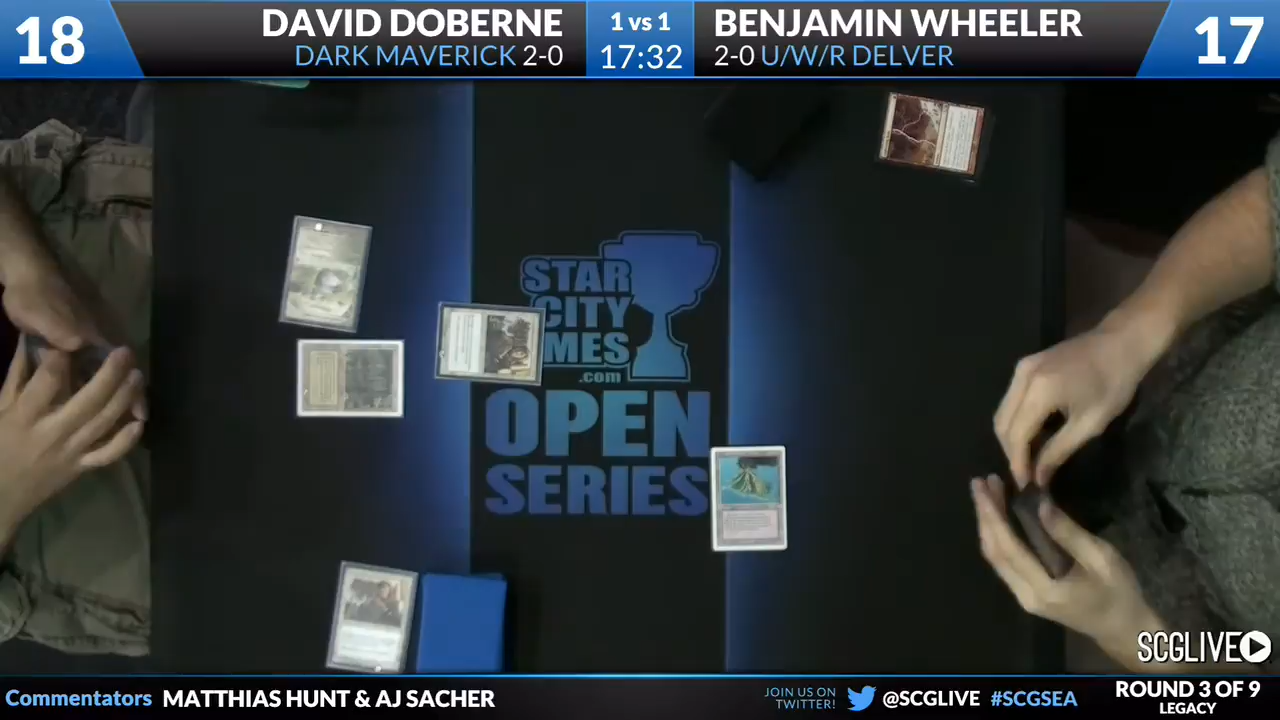 18
DAVID DOBERNE
DARK MAVERICK 2-0
1 vs 1
17:32
BENJAMIN WHEELER
2-0 U/W/R DELVER
17
STAR
CITY
MES
.com
OPEN
SERIES
SCGLIVE
Commentators MATTHIAS HUNT & AJ SACHER
JOIN US ON
TWITTER!
@SCGLIVE #SCGSEA
ROUND 3 OF 9
LEGACY